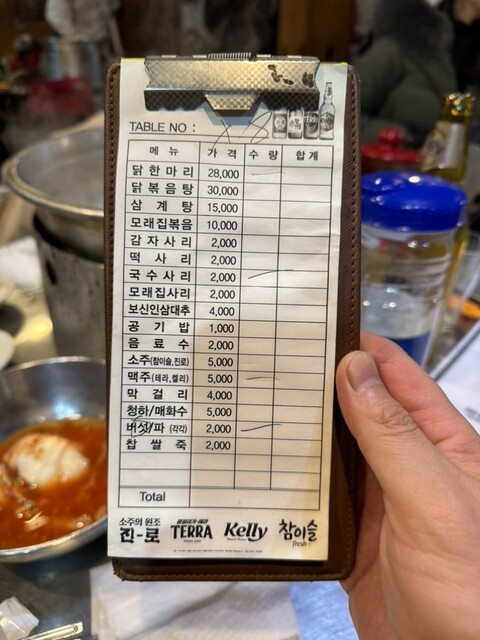 TABLE NO :
메뉴 가격 수량 합계
닭한마리 28,000
닭볶음탕 30,000
삼계탕 15,000
모래집볶음 10,000
감자사리 2,000
떡사리 2,000
국수사리 2,000
모래집사리 2,000
보신인삼대추 4,000
공기밥 1,000
음료수 2,000
소주(참이슬,진로) 5,000
맥주(테라,켈리) 5,000
막걸리 4,000
청하/매화수 5,000
버섯/파 (각각) 2,000
찹쌀죽 2,000
Total
소주의 원조
진-로 TERRA Kelly 참이슬
fresh